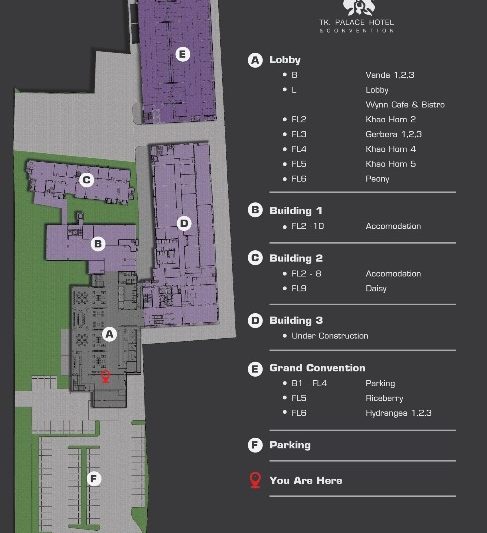 TK. PALACE HOTEL
& CONVENTION
A Lobby
B Vanda 1,2,3
L Lobby
Wynn Cafe & Bistro
FL2 Khao Hom 2
FL3 Gerbera 1,2,3
FL4 Khao Hom 4
FL5 Khao Hom 5
FL6 Peony
B Building 1
FL2 -10 Accomodation
C Building 2
FL2 - 8 Accomodation
FL9 Daisy
D Building 3
Under Construction
E Grand Convention
B1 - FL4 Parking
FL5 Riceberry
FL6 Hydrangea 1,2,3
F Parking
You Are Here
E
C
D
B
A
F